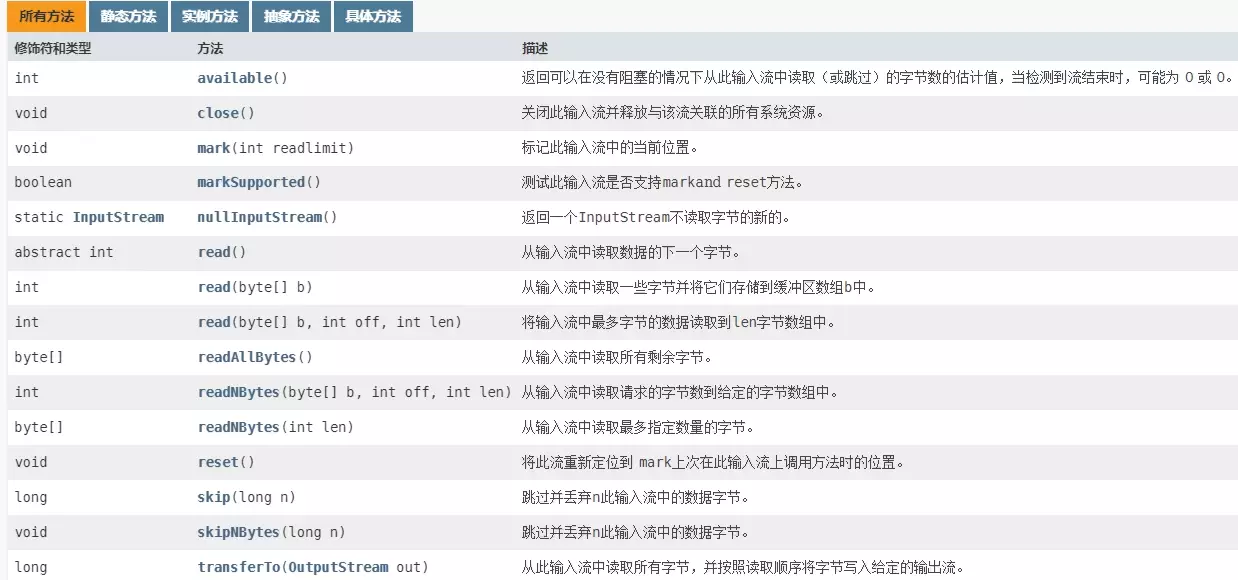 所有方法 静态方法 实例方法 抽象方法 具体方法
修饰符和类型 方法 描述
int available() 返回可以在没有阻塞的情况下从此输入流中读取（或跳过）的字节数的估计值，当检测到流结束时，可能为 0 或 0。
void close() 关闭此输入流并释放与该流关联的所有系统资源。
void mark(int readlimit) 标记此输入流中的当前位置。
boolean markSupported() 测试此输入流是否支持markand reset方法。
static InputStream nullInputStream() 返回一个InputStream不读取字节的新的。
abstract int read() 从输入流中读取数据的下一个字节。
int read(byte[] b) 从输入流中读取一些字节并将它们存储到缓冲区数组b中。
int read(byte[] b, int off, int len) 将输入流中最多字节的数据读取到len字节数组中。
byte[] readAllBytes() 从输入流中读取所有剩余字节。
int readNBytes(byte[] b, int off, int len) 从输入流中读取请求的字节数到给定的字节数组中。
byte[] readNBytes(int len) 从输入流中读取最多指定数量的字节。
void reset() 将此流重新定位到 mark上次在此输入流上调用方法时的位置。
long skip(long n) 跳过并丢弃n此输入流中的数据字节。
void skipNBytes(long n) 跳过并丢弃n此输入流中的数据字节。
long transferTo(OutputStream out) 从此输入流中读取所有字节，并按照读取顺序将字节写入给定的输出流。